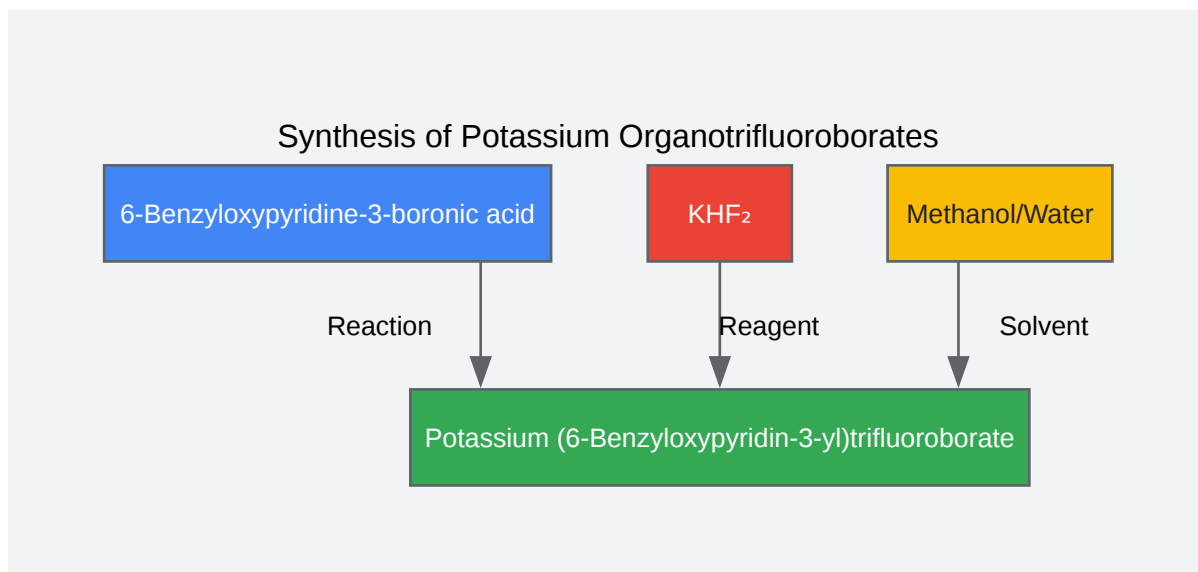 Synthesis of Potassium Organotrifluoroborates
6-Benzyloxypyridine-3-boronic acid
KHF₂
Methanol/Water
Reaction
Reagent
Solvent
Potassium (6-Benzyloxypyridin-3-yl)trifluoroborate